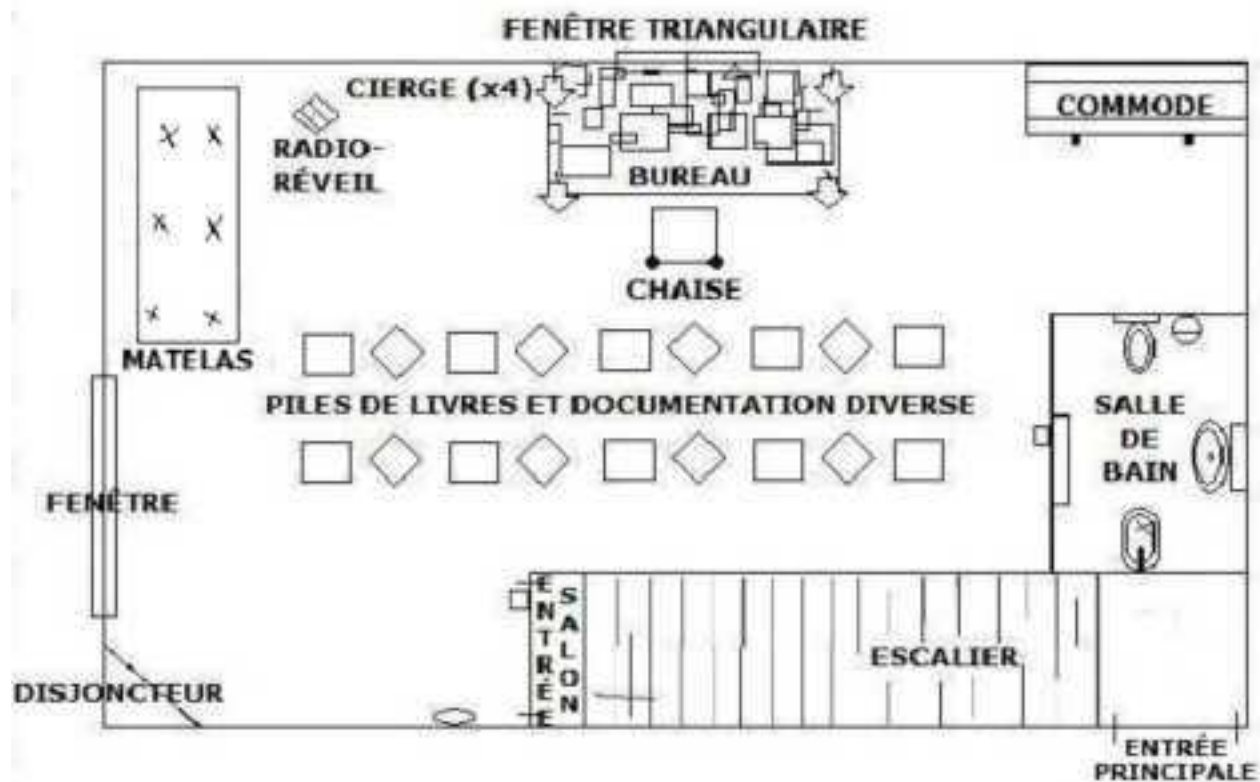 FENÊTRE TRIANGULAIRE
CIERGE (x4)
COMMODE
RADIO-
RÉVEIL
BUREAU
CHAISE
MATELAS
PILES DE LIVRES ET DOCUMENTATION DIVERSE
SALLE
DE
BAIN
FENÊTRE
ENTRÉE
SALON
ESCALIER
DISJONCTEUR
ENTRÉE
PRINCIPALE